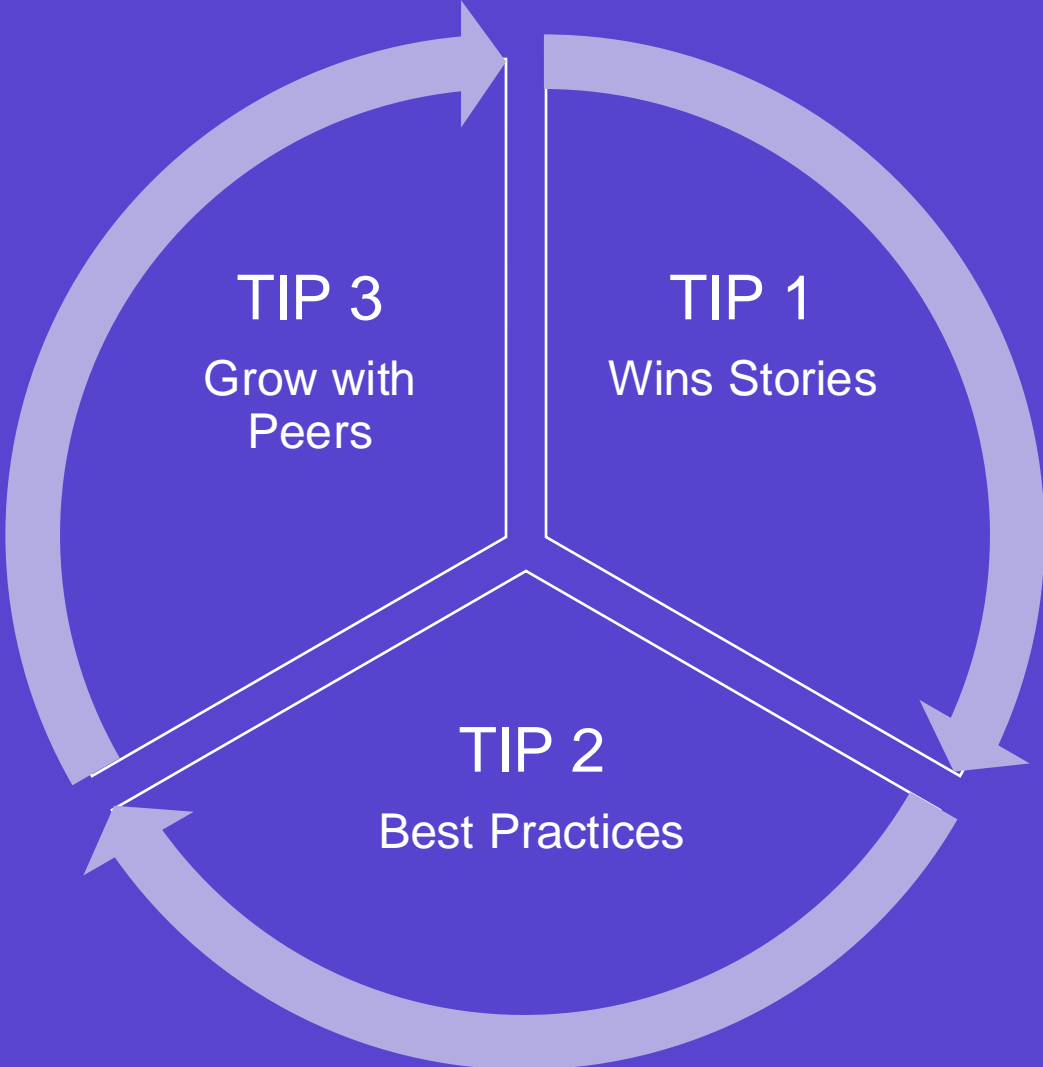 TIP 1
Wins Stories
TIP 2
Best Practices
TIP 3
Grow with
Peers